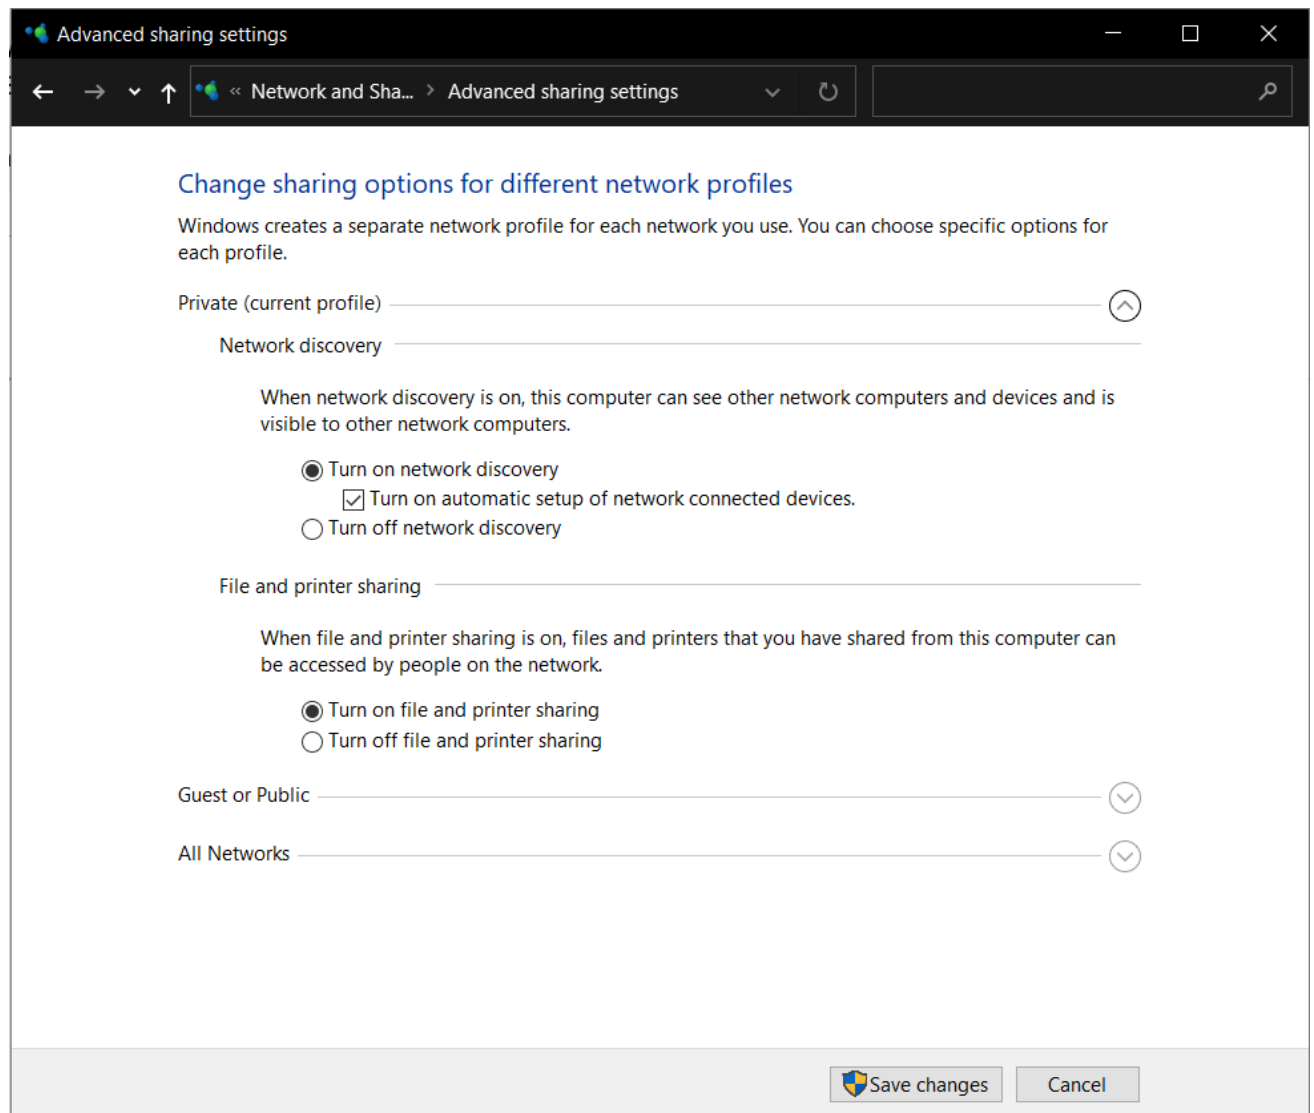 Advanced sharing settings
« Network and Sha... > Advanced sharing settings
Change sharing options for different network profiles
Windows creates a separate network profile for each network you use. You can choose specific options for
each profile.
Private (current profile)
Network discovery
When network discovery is on, this computer can see other network computers and devices and is
visible to other network computers.
Turn on network discovery
Turn on automatic setup of network connected devices.
Turn off network discovery
File and printer sharing
When file and printer sharing is on, files and printers that you have shared from this computer can
be accessed by people on the network.
Turn on file and printer sharing
Turn off file and printer sharing
Guest or Public
All Networks
Save changes Cancel